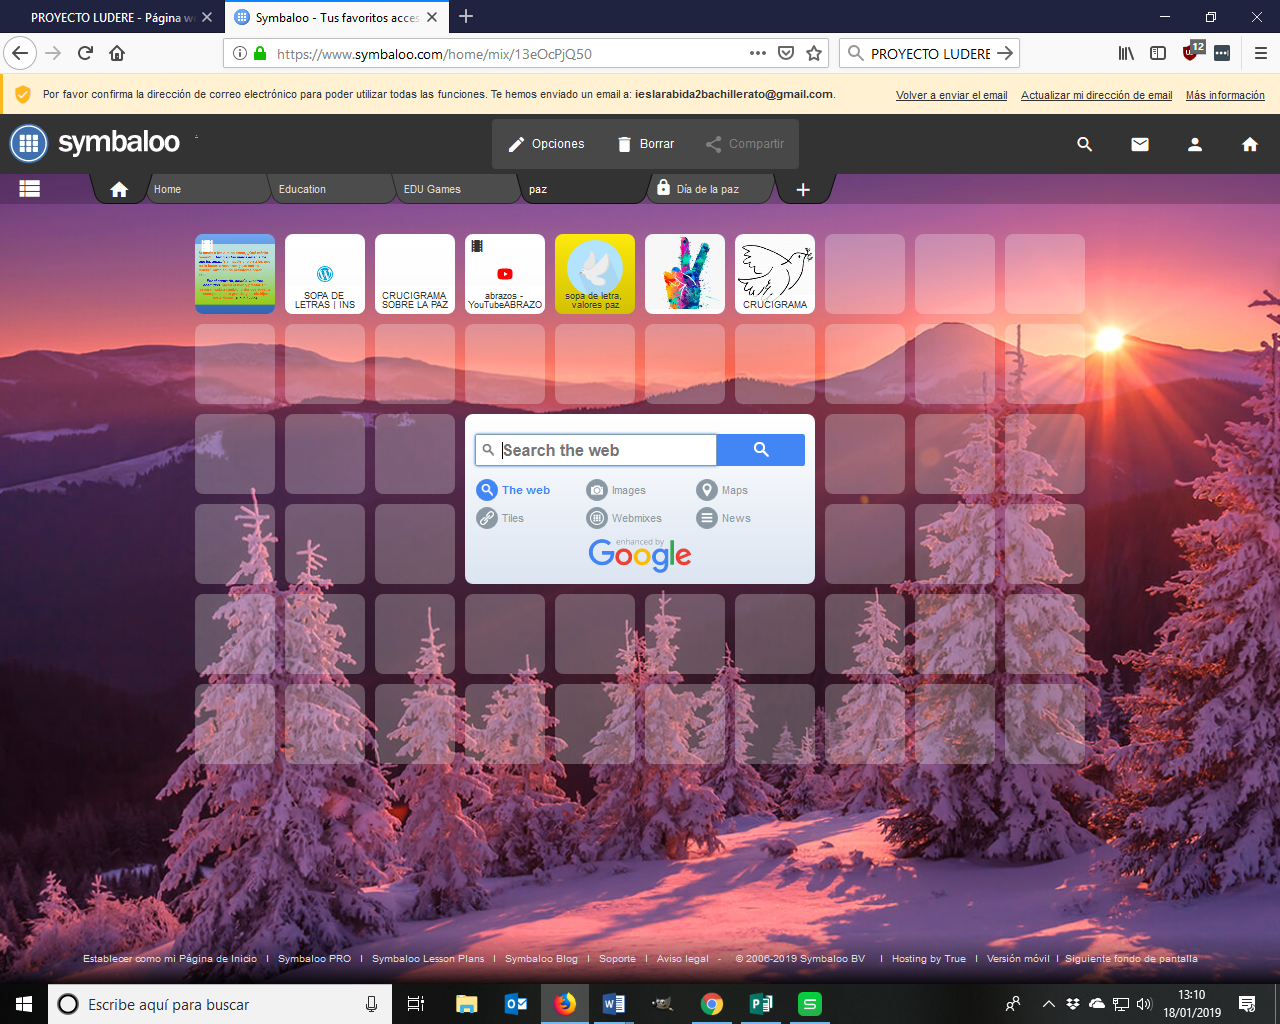 PROYECTO LUDERE - Página w
Symbaloo - Tus favoritos acces
https://www.symbaloo.com/home/mix/13eOcPjQ50
PROYECTO LUDERE
12
Por favor confirma la dirección de correo electrónico para poder utilizar todas las funciones. Te hemos enviado un email a: ieslarabida2bachillerato@gmail.com.
Volver a enviar el email
Actualizar mi dirección de email
Más información
symbaloo
Opciones
Borrar
Compartir
Home
Education
EDU Games
paz
Día de la paz
SOPA DE
LETRAS | INS
CRUCIGRAMA
SOBRE LA PAZ
abrazos -
YouTubeABRAZO
sopa de letra,
valores paz
CRUCIGRAMA
Search the web
The web
Images
Maps
Tiles
Webmixes
News
enhanced by
Google
Establecer como mi Página de Inicio | Symbaloo PRO | Symbaloo Lesson Plans | Symbaloo Blog | Soporte | Aviso legal - © 2006-2019 Symbaloo BV | Hosting by True | Versión móvil | Siguiente fondo de pantalla
Escribe aquí para buscar
13:10
18/01/2019